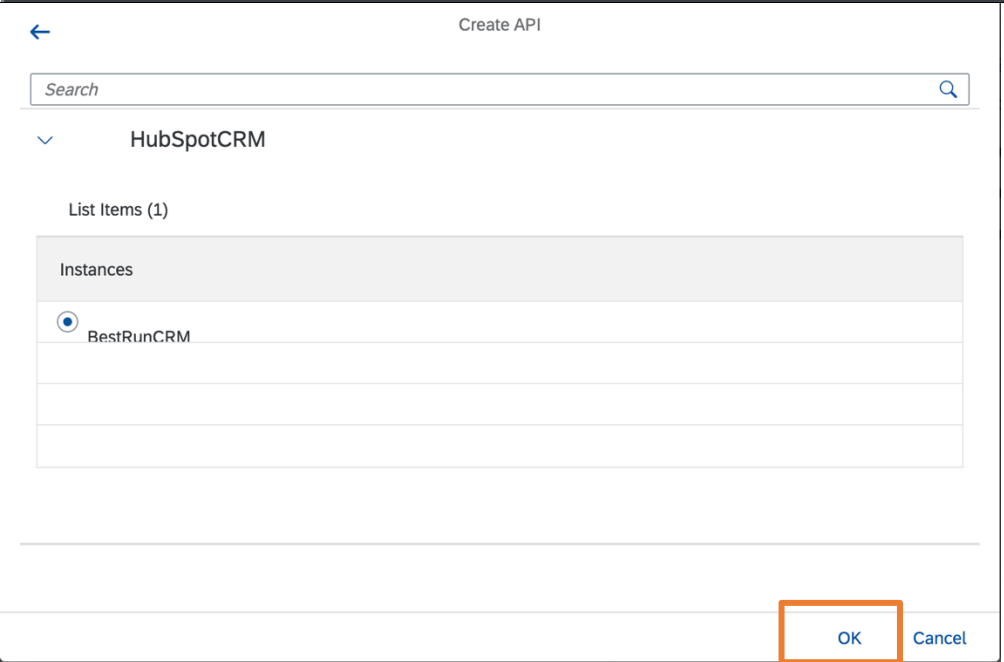 Create API
Search
HubSpotCRM
List Items (1)
Instances
BestRunCRM
OK Cancel